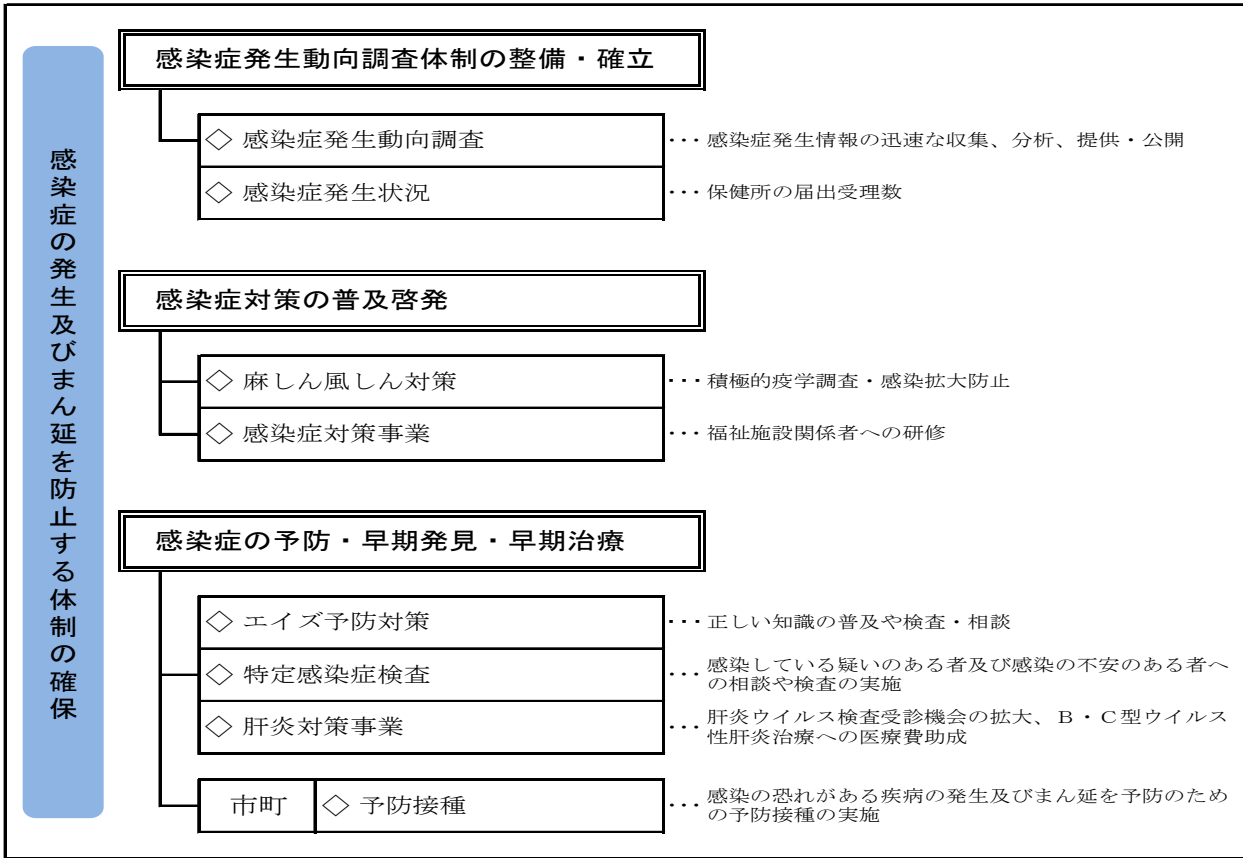 感染症の発生及びまん延を防止する体制の確保
感染症発生動向調査体制の整備・確立
◇ 感染症発生動向調査
･･･ 感染症発生情報の迅速な収集、分析、提供・公開
◇ 感染症発生状況
･･･ 保健所の届出受理数
感染症対策の普及啓発
◇ 麻しん風しん対策
･･･ 積極的疫学調査・感染拡大防止
◇ 感染症対策事業
･･･ 福祉施設関係者への研修
感染症の予防・早期発見・早期治療
◇ エイズ予防対策
･･･ 正しい知識の普及や検査・相談
◇ 特定感染症検査
･･･ 感染している疑いのある者及び感染の不安のある者へ
の相談や検査の実施
◇ 肝炎対策事業
･･･ 肝炎ウイルス検査受診機会の拡大、Ｂ・Ｃ型ウイルス
性肝炎治療への医療費助成
市町 ◇ 予防接種
･･･ 感染の恐れがある疾病の発生及びまん延を予防のため
の予防接種の実施